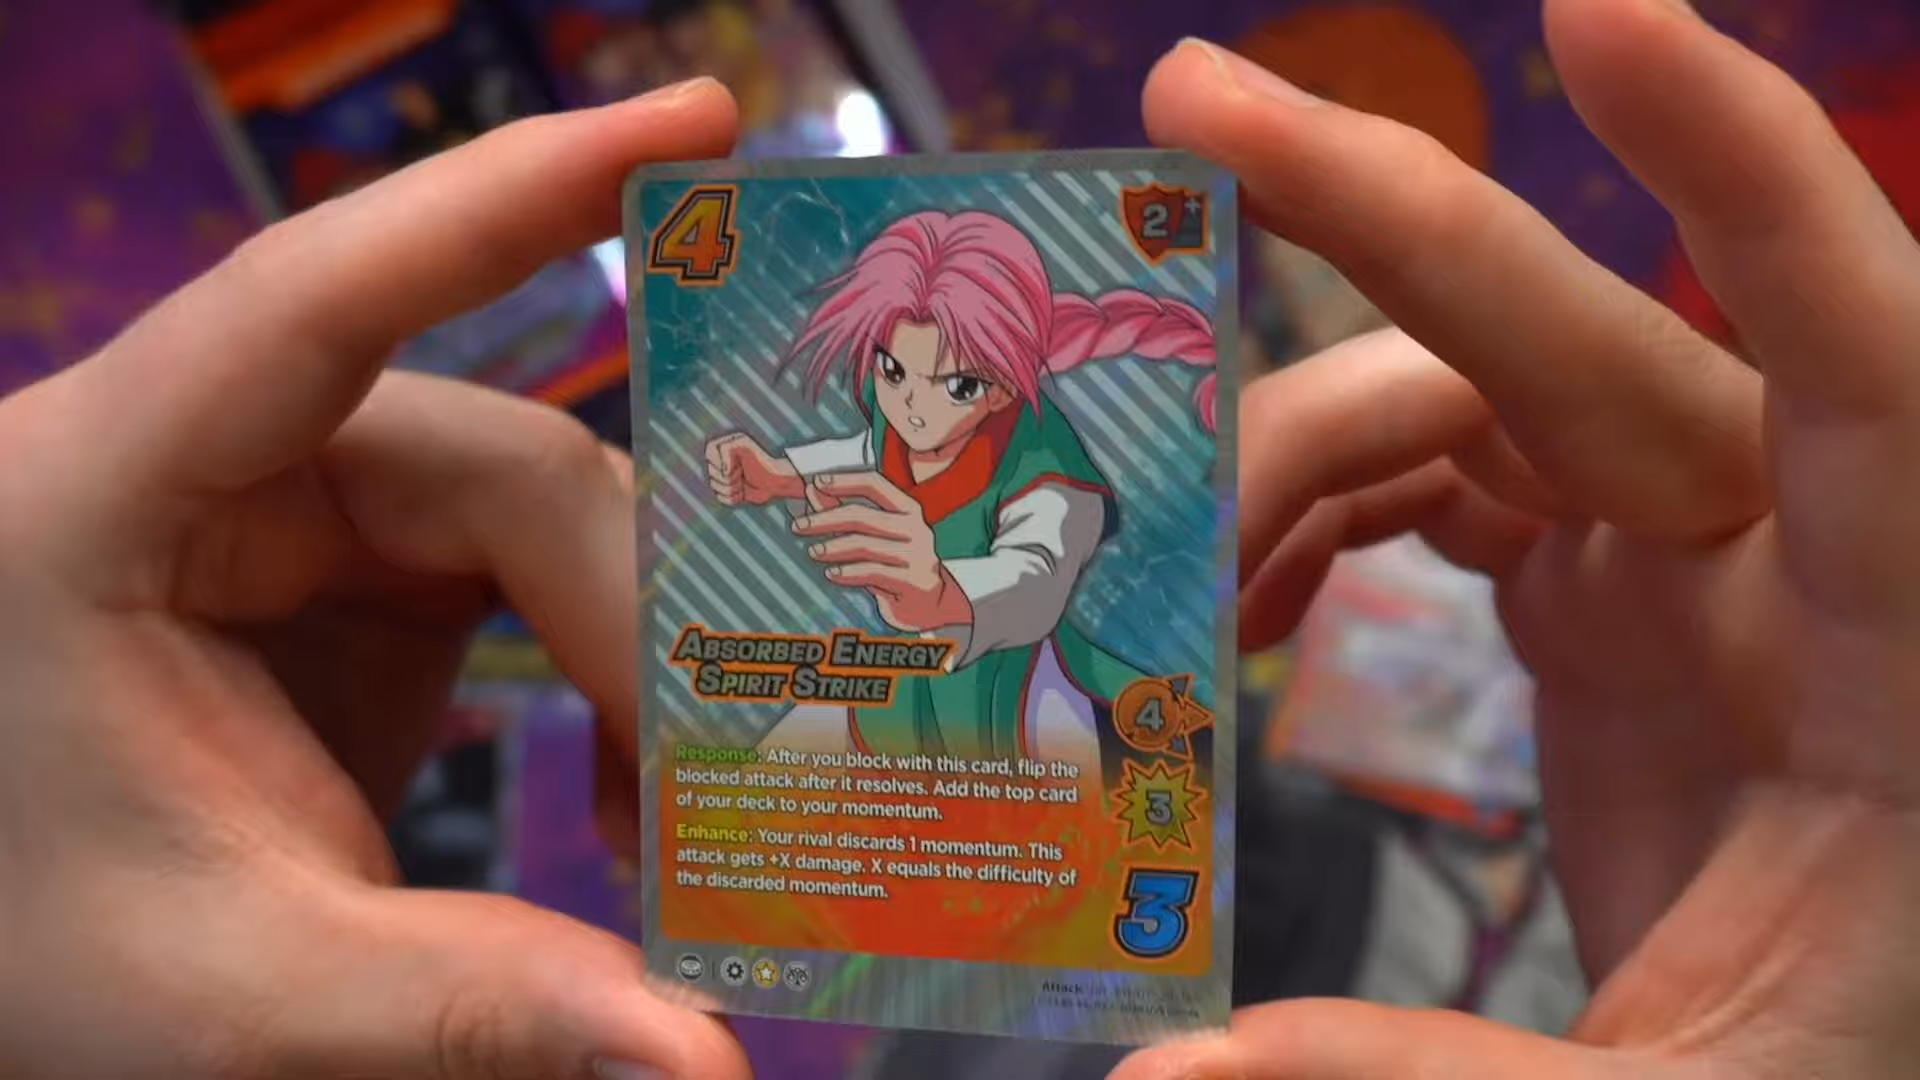 4
2+
ABSORBED ENERGY
SPIRIT STRIKE
4
Response: After you block with this card, flip the
blocked attack after it resolves. Add the top card
of your deck to your momentum.
3
Enhance: Your rival discards 1 momentum. This
attack gets +X damage. X equals the difficulty of
the discarded momentum.
3
Attack